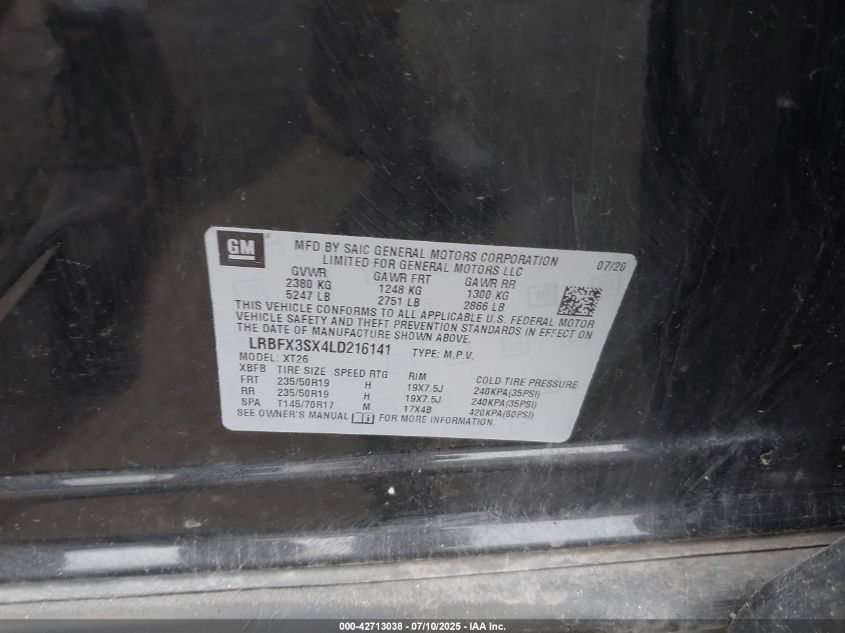 GM
MFD BY SAIC GENERAL MOTORS CORPORATION
LIMITED FOR GENERAL MOTORS LLC
07/20
GVWR GAWR FRT GAWR RR
2380 KG 1248 KG 1300 KG
5247 LB 2751 LB 2866 LB
THIS VEHICLE CONFORMS TO ALL APPLICABLE U.S. FEDERAL MOTOR
VEHICLE SAFETY AND THEFT PREVENTION STANDARDS IN EFFECT ON
THE DATE OF MANUFACTURE SHOWN ABOVE.
LRBFX3SX4LD216141 TYPE: M.P.V.
MODEL: XT26
XBFB TIRE SIZE SPEED RTG RIM COLD TIRE PRESSURE
FRT 235/50R19 H 19X7.5J 240KPA(35PSI)
RR 235/50R19 H 19X7.5J 240KPA(35PSI)
SPA T145/70R17 M 17X4B 420KPA(60PSI)
SEE OWNER'S MANUAL FOR MORE INFORMATION.
000-42713038 - 07/10/2025 - IAA Inc.